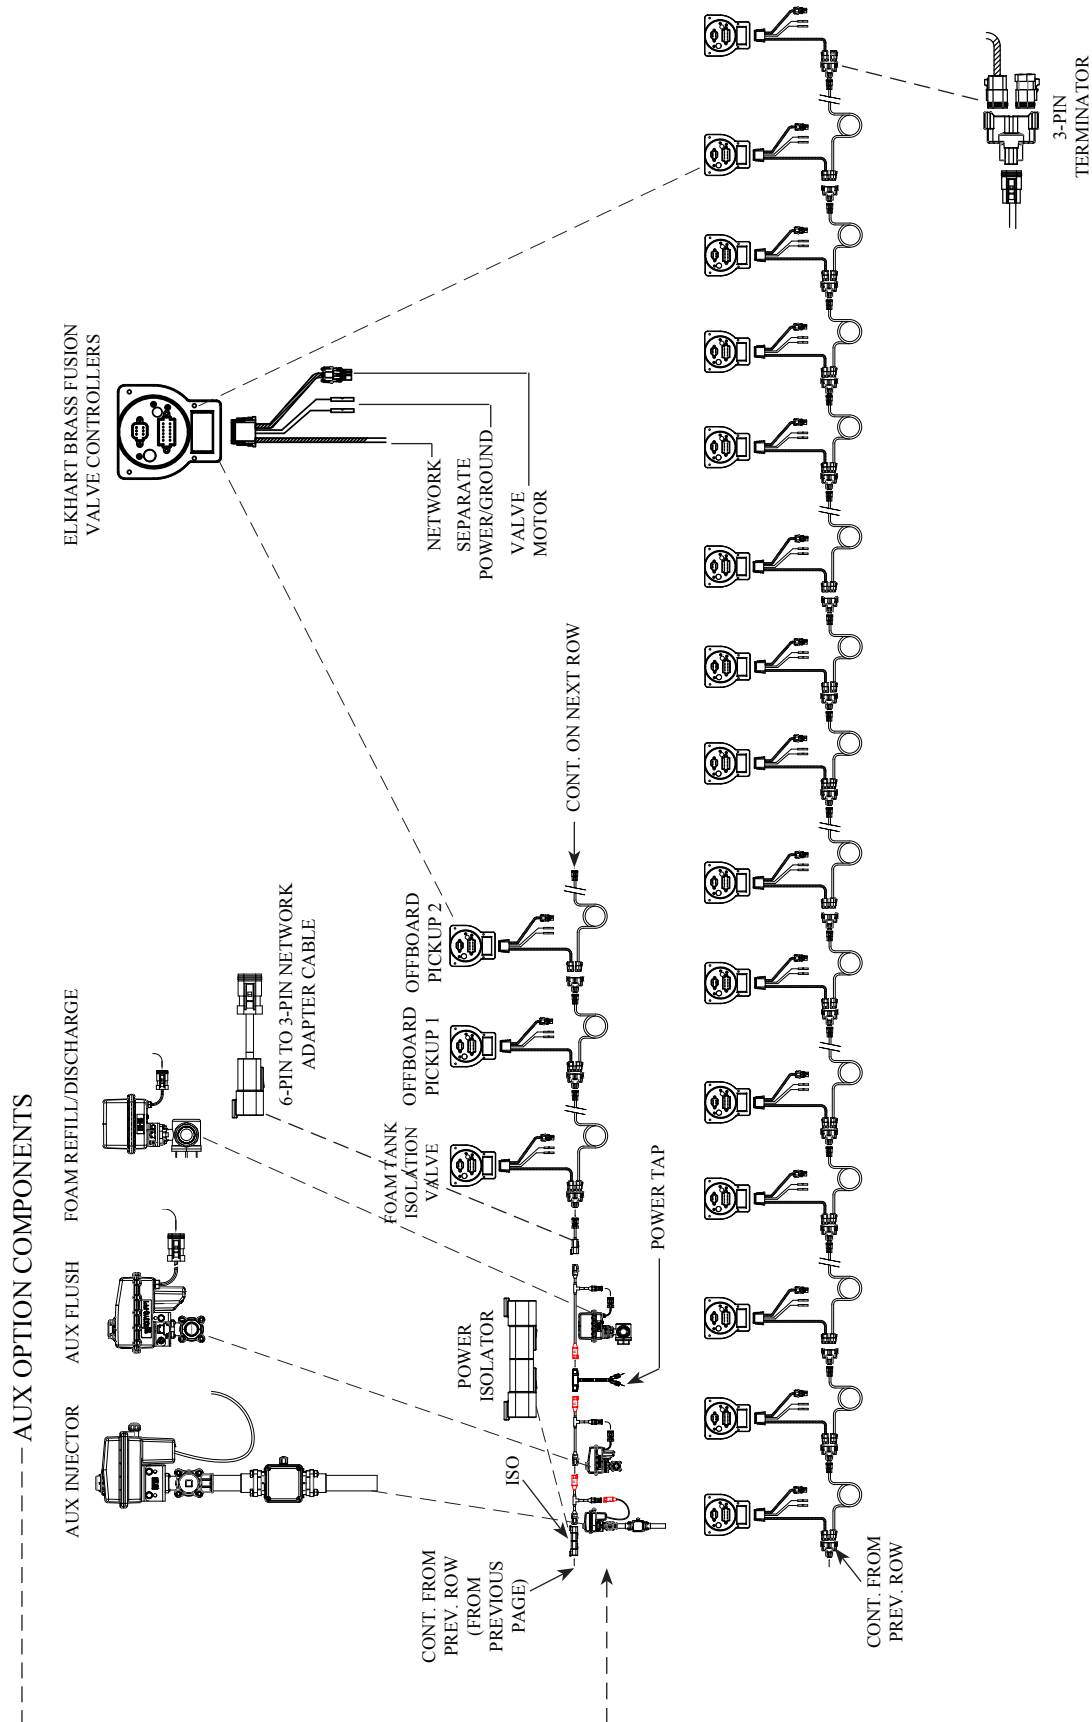 AUX OPTION COMPONENTS
AUX INJECTOR
AUX FLUSH
FOAM REFILL/DISCHARGE
6-PIN TO 3-PIN NETWORK
ADAPTER CABLE
ELKHART BRASS FUSION
VALVE CONTROLLERS
NETWORK
SEPARATE
POWER/GROUND
VALVE
MOTOR
POWER
ISOLATOR
ISO
FOAM TANK
ISOLATION
VALVE
OFFBOARD
PICKUP 1
OFFBOARD
PICKUP 2
CONT. ON NEXT ROW
POWER TAP
CONT. FROM
PREV. ROW
(FROM
PREVIOUS
PAGE)
CONT. FROM
PREV. ROW
3-PIN
TERMINATOR